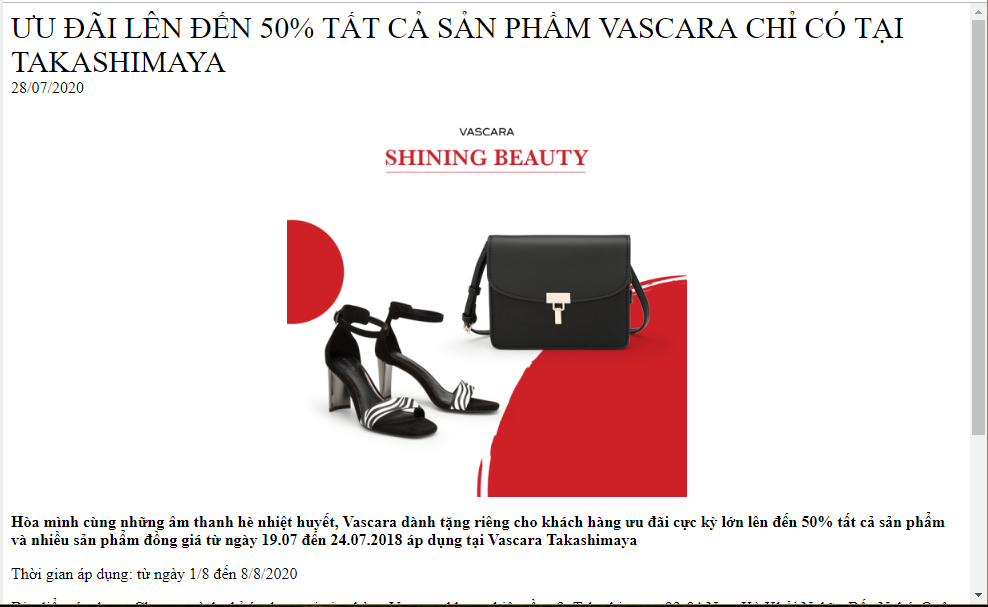 ƯU ĐÃI LÊN ĐẾN 50% TẤT CẢ SẢN PHẨM VASCARA CHỈ CÓ TẠI
TAKASHIMAYA
28/07/2020
VASCARA
SHINING BEAUTY
Hòa mình cùng những âm thanh hè nhiệt huyết, Vascara dành tặng riêng cho khách hàng ưu đãi cực kỳ lớn lên đến 50% tất cả sản phẩm
và nhiều sản phẩm đồng giá từ ngày 19.07 đến 24.07.2018 áp dụng tại Vascara Takashimaya
Thời gian áp dụng: từ ngày 1/8 đến 8/8/2020